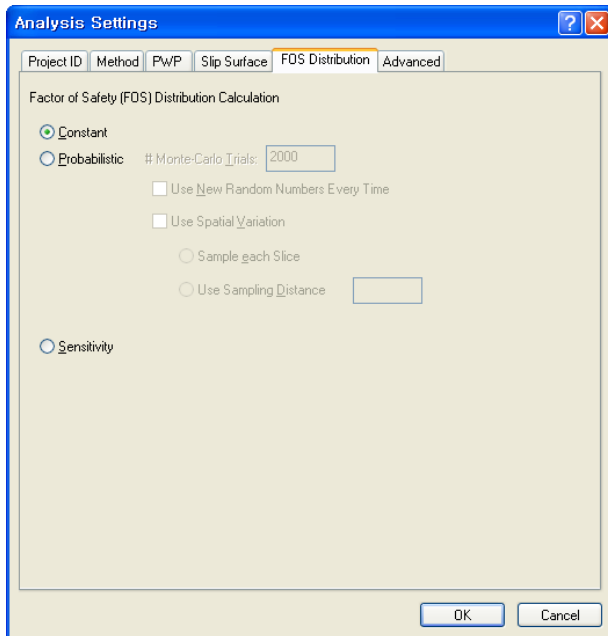 Analysis Settings
Project ID Method PWP Slip Surface FOS Distribution Advanced
Factor of Safety (FOS) Distribution Calculation
Constant
Probabilistic # Monte-Carlo Trials: 2000
Use New Random Numbers Every Time
Use Spatial Variation
Sample each Slice
Use Sampling Distance
Sensitivity
OK Cancel